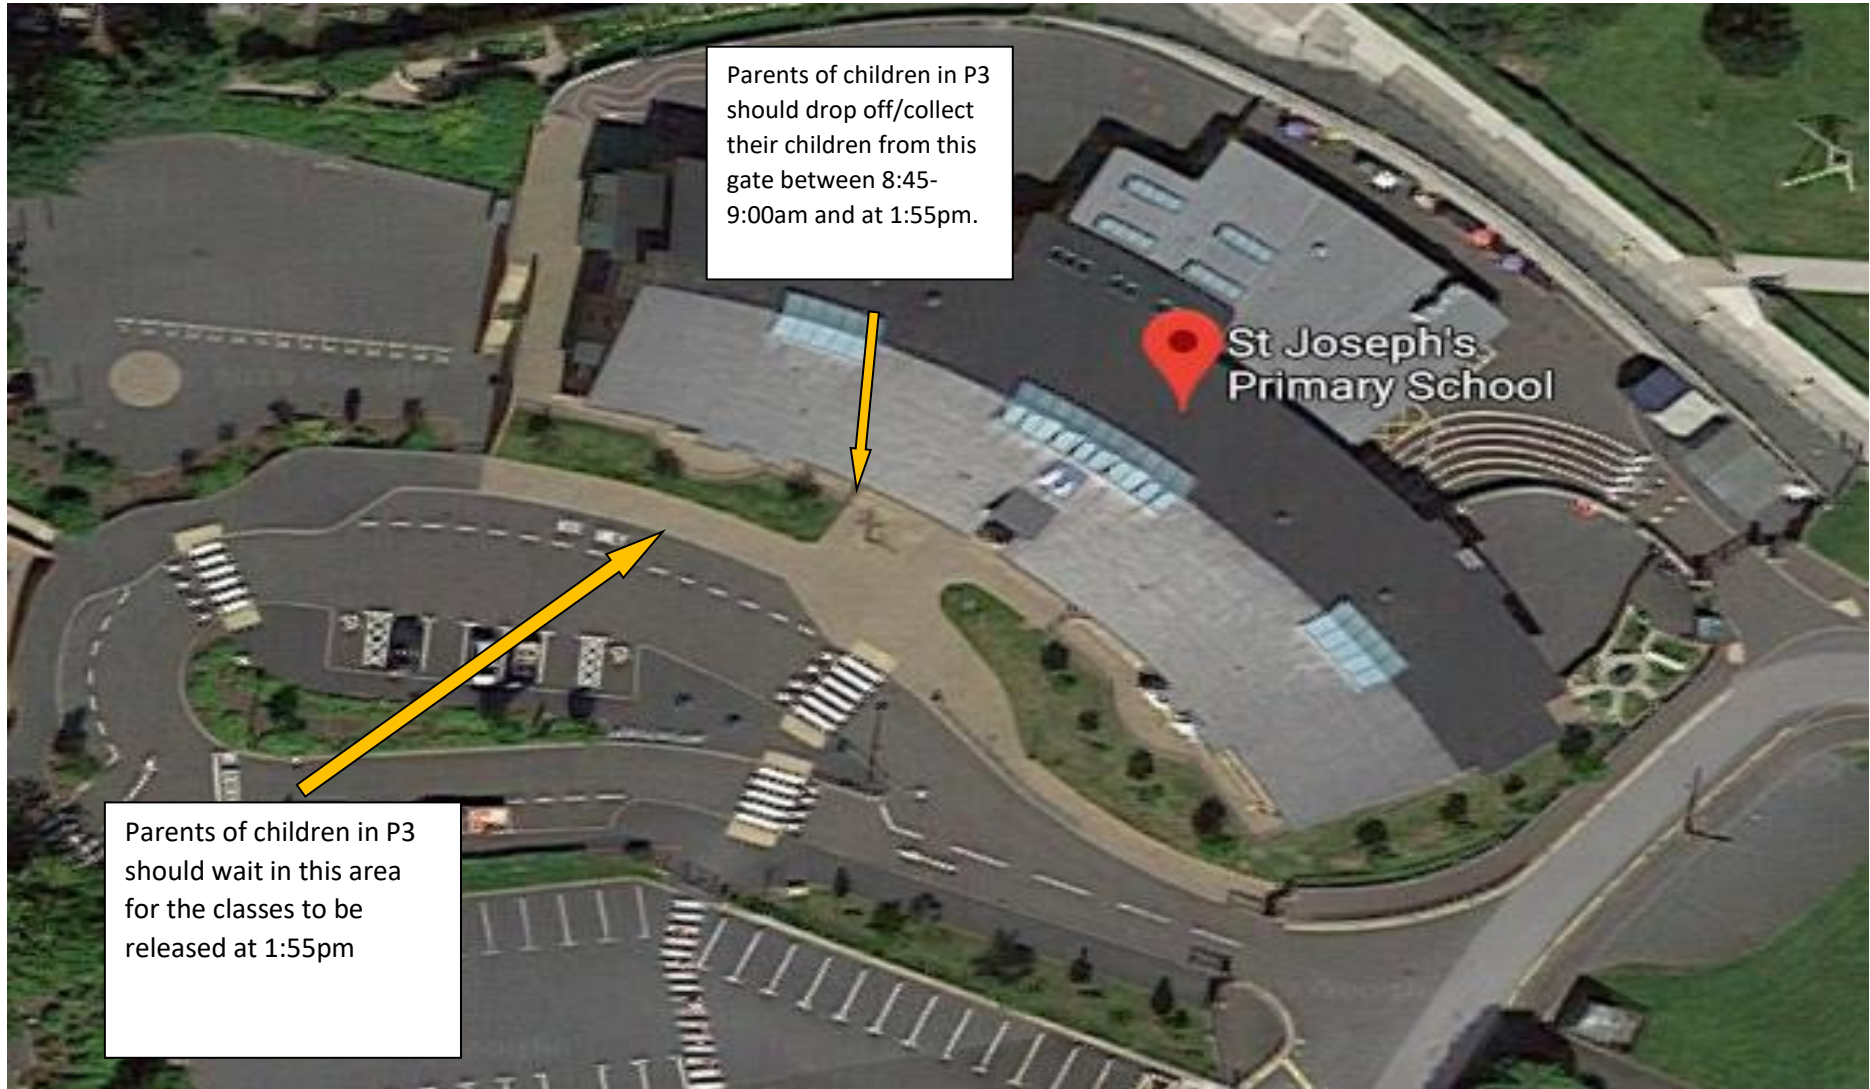 Parents of children in P3
should drop off/collect
their children from this
gate between 8:45-
9:00am and at 1:55pm.
St Joseph's
Primary School
Parents of children in P3
should wait in this area
for the classes to be
released at 1:55pm